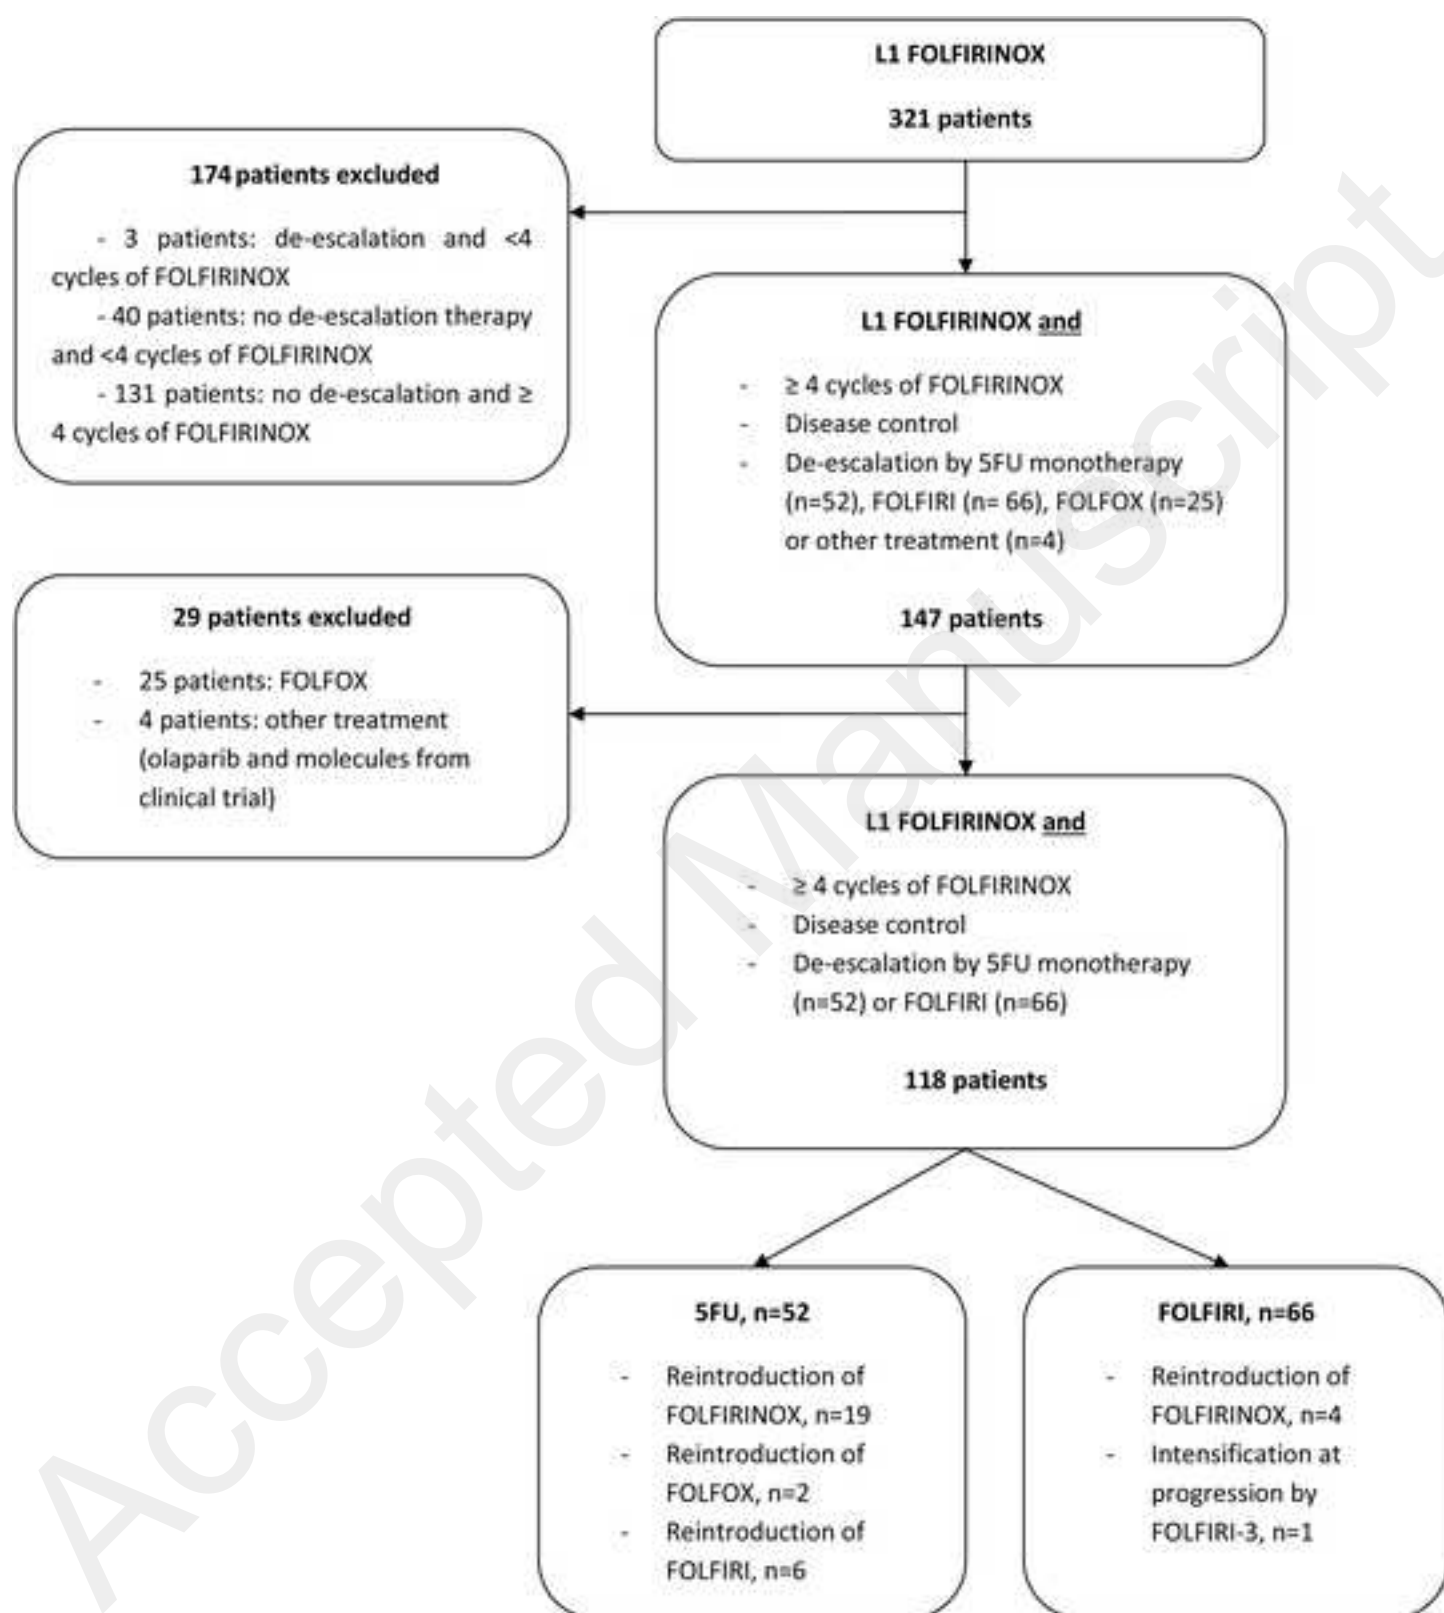 L1 FOLFIRINOX
321 patients
174 patients excluded
- 3 patients: de-escalation and <4
cycles of FOLFIRINOX
- 40 patients: no de-escalation therapy
and <4 cycles of FOLFIRINOX
- 131 patients: no de-escalation and ≥
4 cycles of FOLFIRINOX
L1 FOLFIRINOX and
- ≥ 4 cycles of FOLFIRINOX
- Disease control
- De-escalation by 5FU monotherapy
(n=52), FOLFIRI (n= 66), FOLFOX (n=25)
or other treatment (n=4)
147 patients
29 patients excluded
- 25 patients: FOLFOX
- 4 patients: other treatment
(olaparib and molecules from
clinical trial)
L1 FOLFIRINOX and
- ≥ 4 cycles of FOLFIRINOX
- Disease control
- De-escalation by 5FU monotherapy
(n=52) or FOLFIRI (n=66)
118 patients
5FU, n=52
- Reintroduction of
FOLFIRINOX, n=19
- Reintroduction of
FOLFOX, n=2
- Reintroduction of
FOLFIRI, n=6
FOLFIRI, n=66
- Reintroduction of
FOLFIRINOX, n=4
- Intensification at
progression by
FOLFIRI-3, n=1
Accepted Manuscript